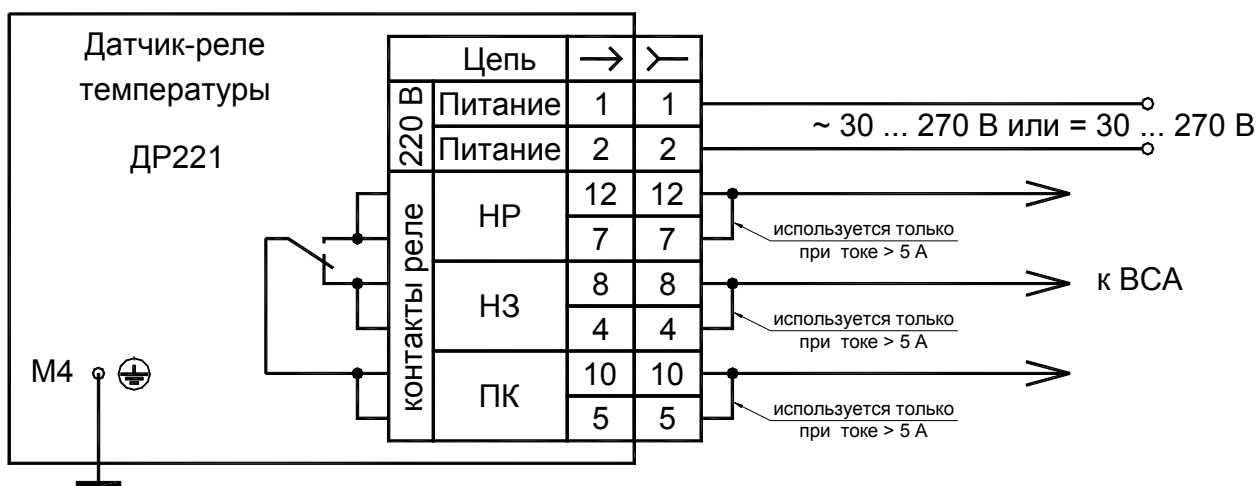 Датчик-реле
температуры
ДР221
Цепь
220 В
Питание 1 1
Питание 2 2
~ 30 ... 270 В или = 30 ... 270 В
контакты реле
НР
12 12
7 7
используется только
при токе > 5 А
НЗ
8 8
4 4
используется только
при токе > 5 А
к ВСА
ПК
10 10
5 5
используется только
при токе > 5 А
М4